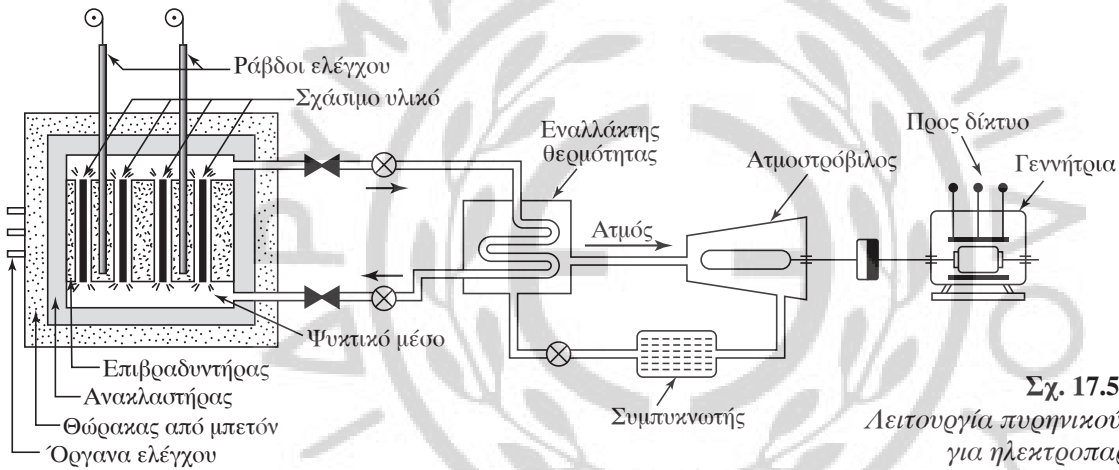 Ράβδοι ελέγχου
Σχάσιμο υλικό
Εναλλάκτης
θερμότητας
Ατμός
Ατμοστρόβιλος
Προς δίκτυο
Γεννήτρια
Ψυκτικό μέσο
Επιβραδυντήρας
Ανακλαστήρας
Θώρακας από μπετόν
Όργανα ελέγχου
Συμπυκνωτής
Σχ. 17.5
Λειτουργία πυρηνικού
για